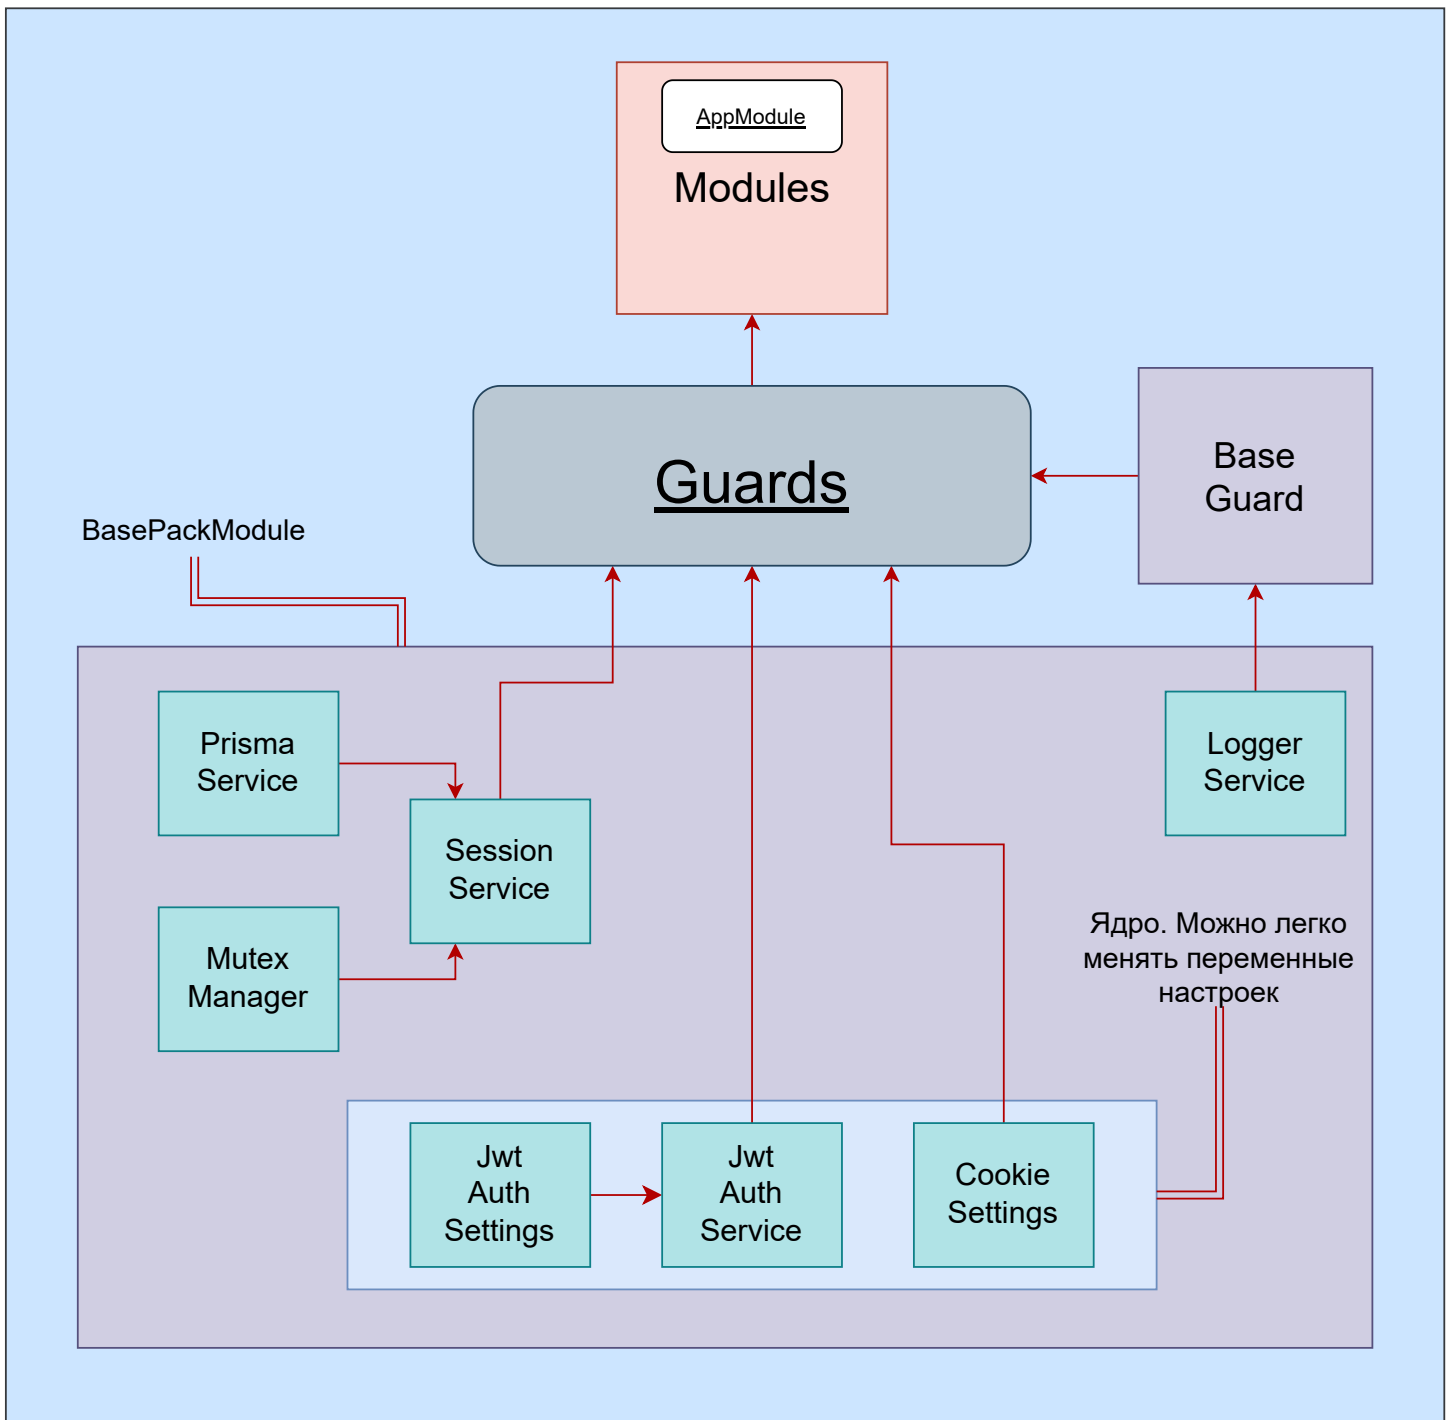 AppModule
Modules
Guards
Base
Guard
BasePackModule
Prisma
Service
Logger
Service
Session
Service
Mutex
Manager
Ядро. Можно легко
менять переменные
настроек
Jwt
Auth
Settings
Jwt
Auth
Service
Cookie
Settings